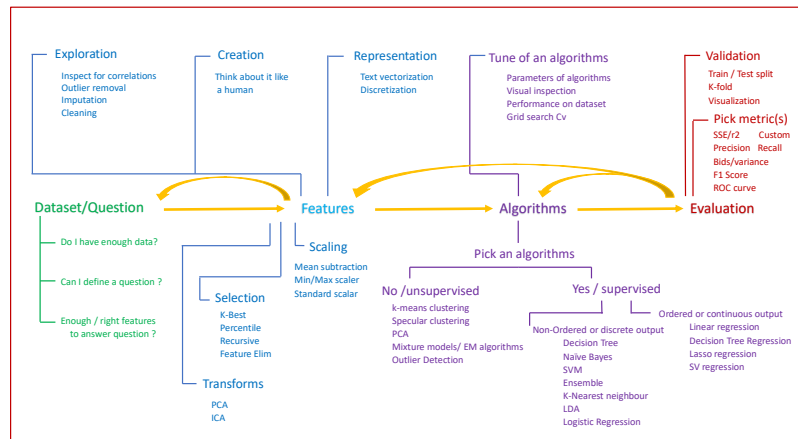 Exploration
Inspect for correlations
Outlier removal
Imputation
Cleaning
Creation
Think about it like
a human
Representation
Text vectorization
Discretization
Tune of an algorithms
Parameters of algorithms
Visual inspection
Performance on dataset
Grid search Cv
Validation
Train / Test split
K-fold
Visualization
Pick metric(s)
SSE/r2 Custom
Precision Recall
Bids/variance
F1 Score
ROC curve
Dataset/Question
Features
Algorithms
Evaluation
Do I have enough data?
Can I define a question ?
Enough / right features
to answer question ?
Scaling
Mean subtraction
Min/Max scaler
Standard scalar
Selection
K-Best
Percentile
Recursive
Feature Elim
Transforms
PCA
ICA
Pick an algorithms
No /unsupervised
k-means clustering
Specular clustering
PCA
Mixture models/ EM algorithms
Outlier Detection
Yes / supervised
Non-Ordered or discrete output
Decision Tree
Naïve Bayes
SVM
Ensemble
K-Nearest neighbour
LDA
Logistic Regression
Ordered or continuous output
Linear regression
Decision Tree Regression
Lasso regression
SV regression